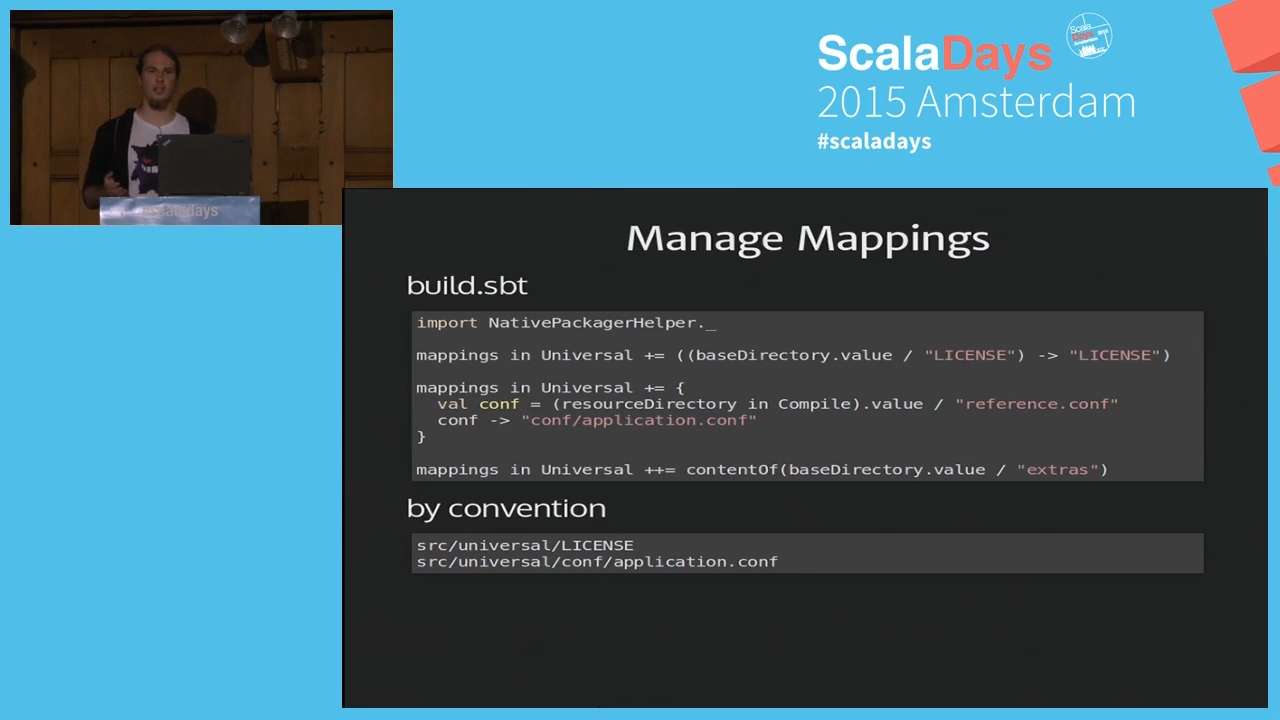 ScalaDays
2015 Amsterdam
#scaladays
#scaladays
Manage Mappings
build.sbt
import NativePackagerHelper._
mappings in Universal += ((baseDirectory.value / "LICENSE") -> "LICENSE")
mappings in Universal += {
  val conf = (resourceDirectory in Compile).value / "reference.conf"
  conf -> "conf/application.conf"
}
mappings in Universal ++= contentOf(baseDirectory.value / "extras")
by convention
src/universal/LICENSE
src/universal/conf/application.conf